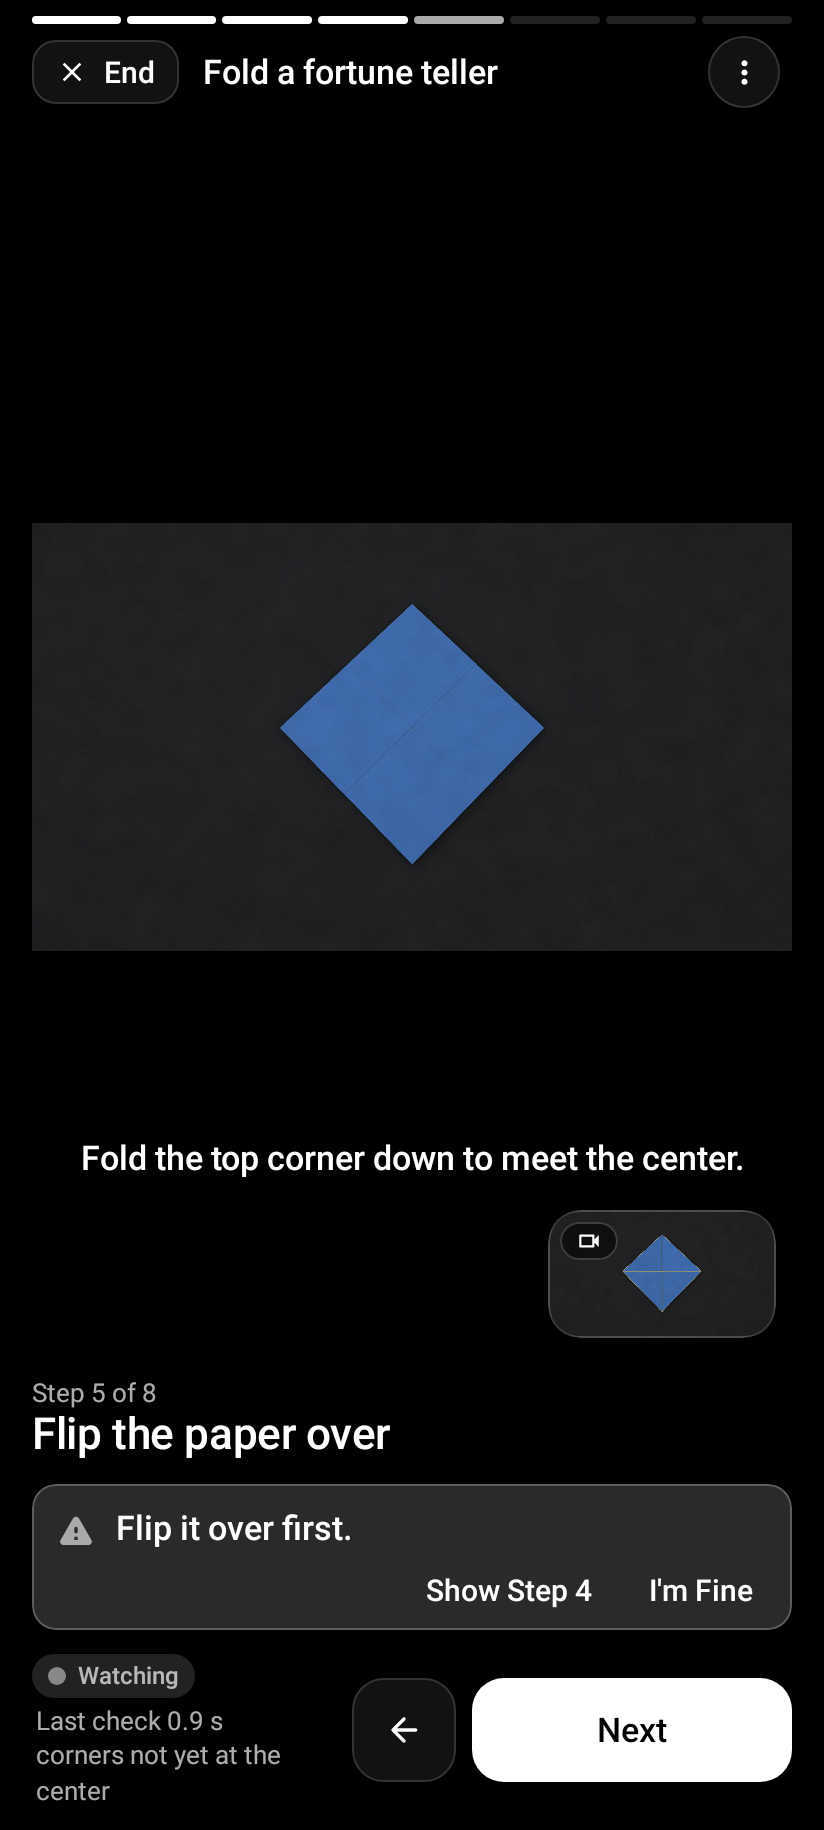 End
Fold a fortune teller
Fold the top corner down to meet the center.
Step 5 of 8
Flip the paper over
Flip it over first.
Show Step 4
I'm Fine
Watching
Last check 0.9 s
corners not yet at the
center
Next